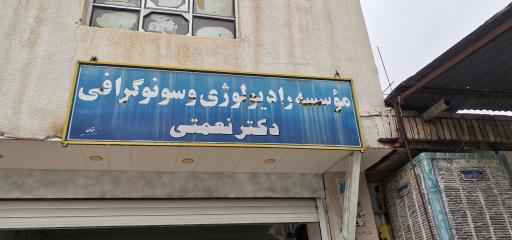 مؤسسه رادیولوژی و سونوگرافی
دکتر نعمتی